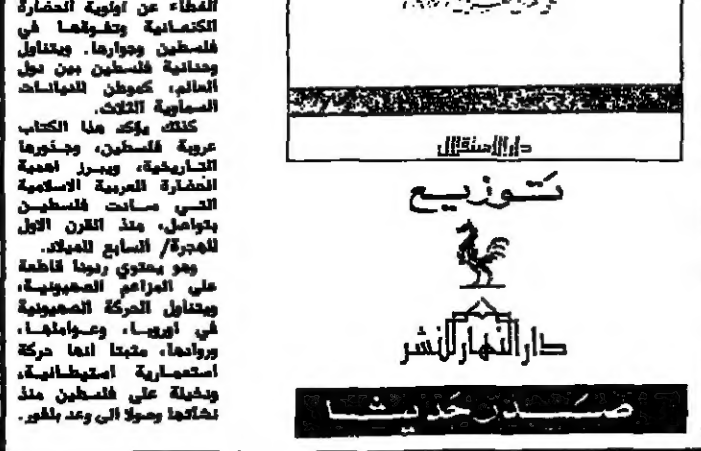 الغطاء عن اولوية الحضارة
الكنعانية وتفوقها في
فلسطين وجوارها. ويتناول
وحدانية فلسطين بين دول
العالم، كموطن للديانات
السماوية الثلاث.
كذلك يؤكد هذا الكتاب
عروبة فلسطين، وجذورها
التاريخية، ويبرز اهمية
الحضارة العربية الاسلامية
التي سادت فلسطين
بتواصل، منذ القرن الاول
للهجرة/ السابع للميلاد.
وهو يحتوي ردودا قاطعة
على المزاعم الصهيونية،
ويتناول الحركة الصهيونية
في اوروبا، وعواملها،
وروادها، مثبتا انها حركة
استعمارية استيطانية،
ودخيلة على فلسطين منذ
نشأتها وصولا الى وعد بلفور.
دار الاستقلال
توزيع
دار النهار للنشر
صدر حديثا